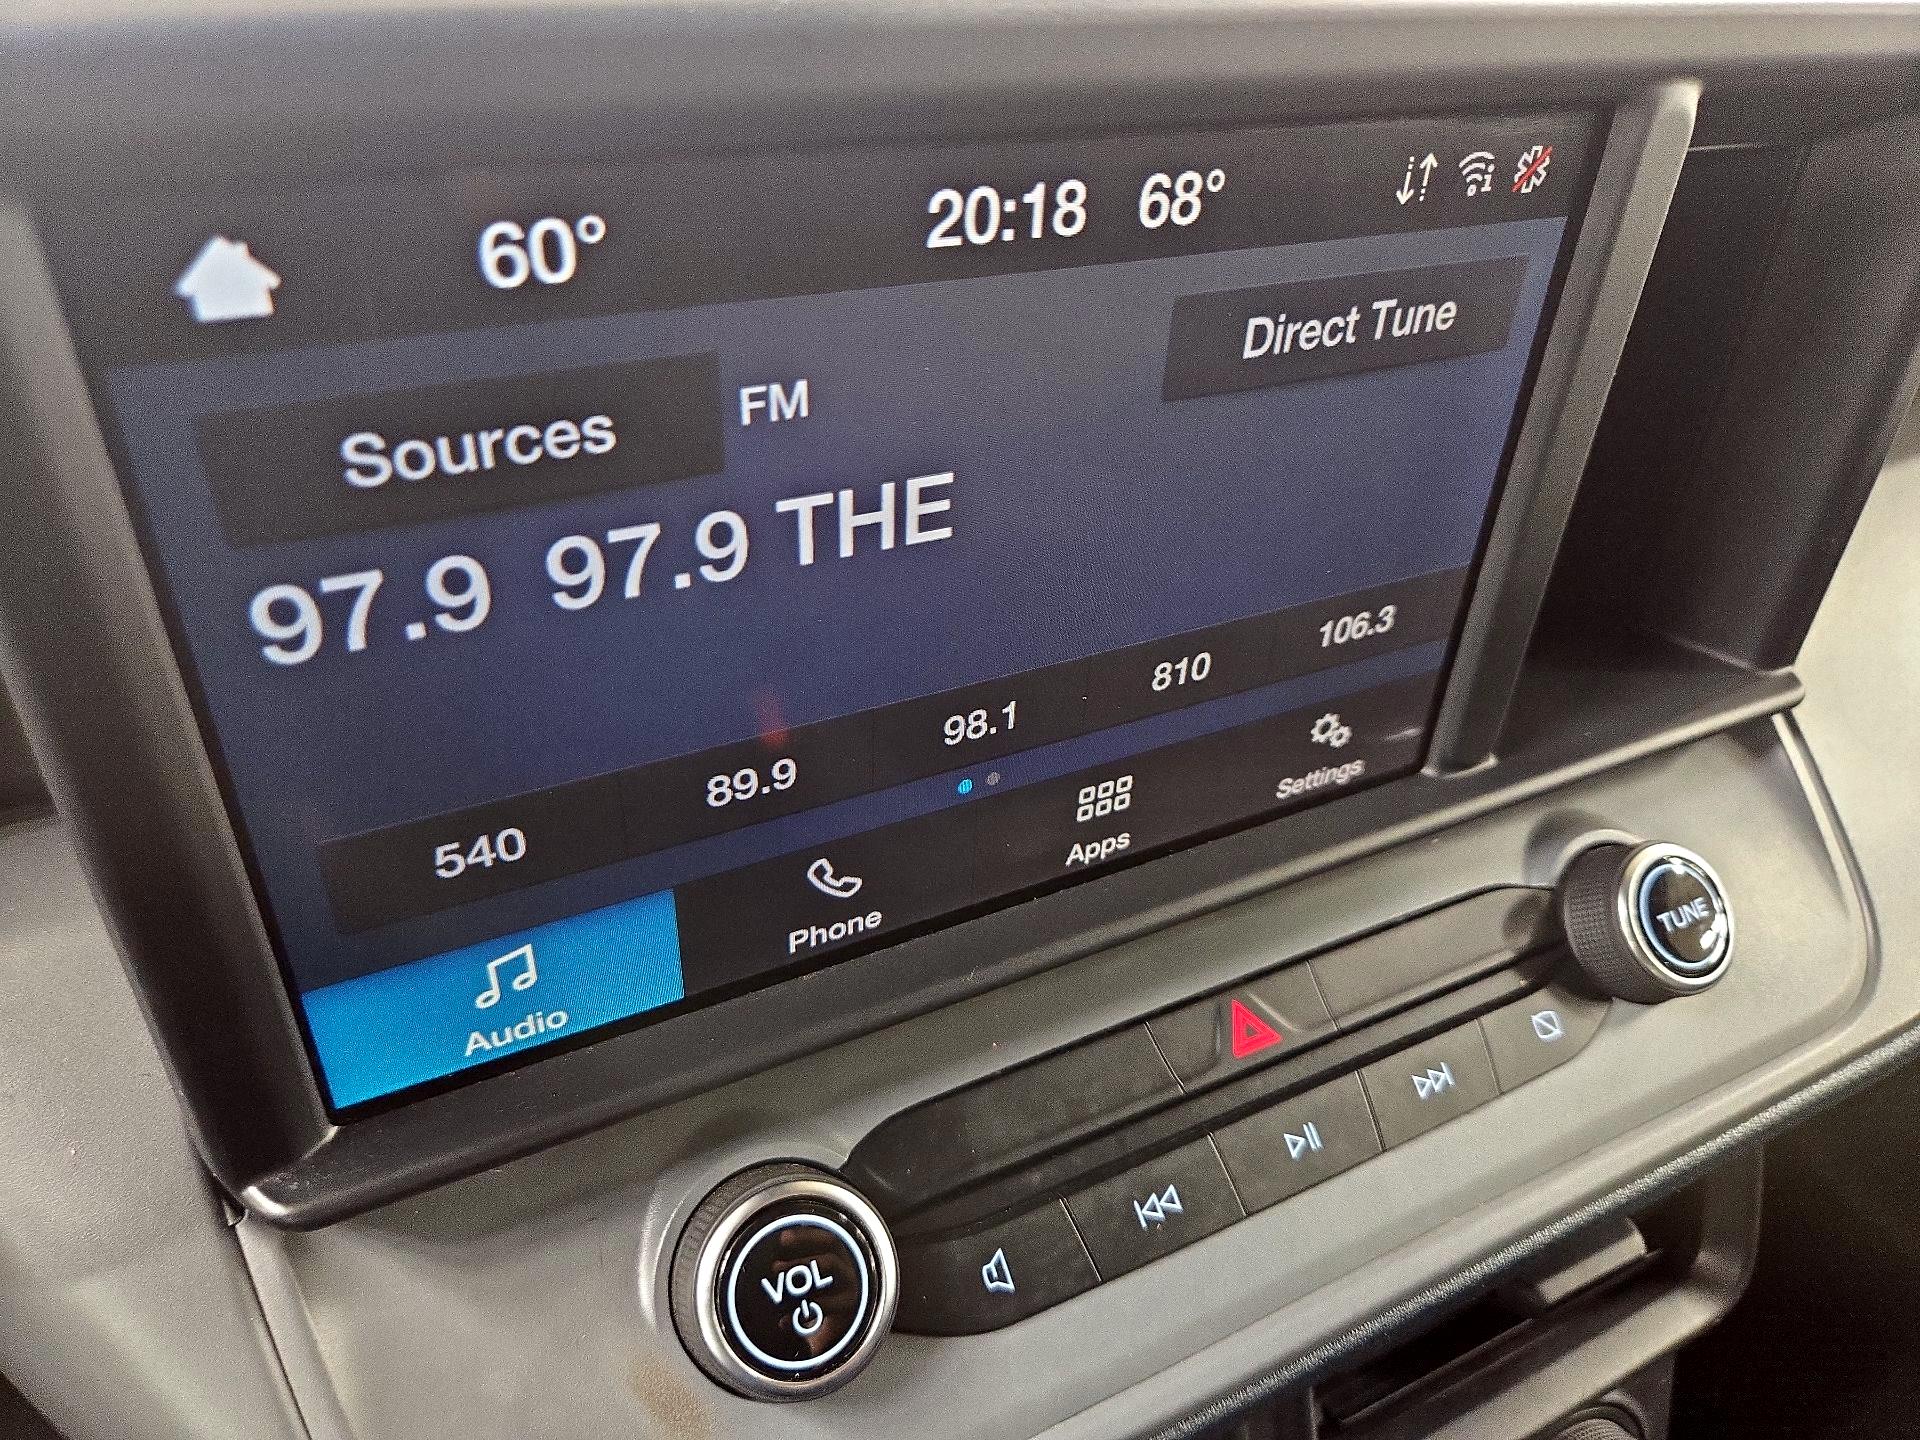 60° 20:18 68°
Sources FM Direct Tune
97.9 97.9 THE
540 89.9 98.1 810 106.3
Audio Phone Apps Settings
TUNE
VOL